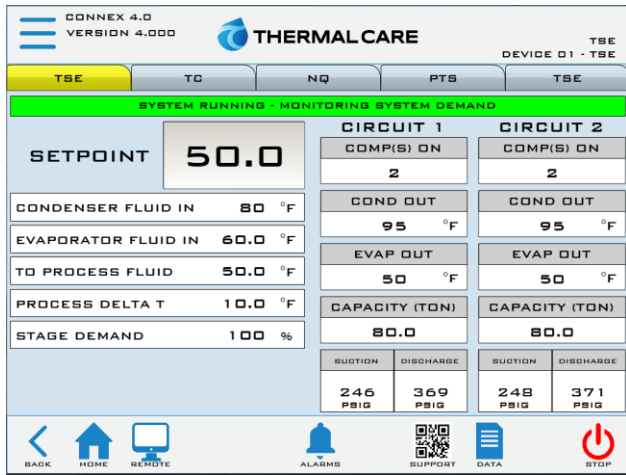 CONNEX 4.0
VERSION 4.000
THERMALCARE
TSE
DEVICE 01 - TSE
TSE TC NQ PTS TSE
SYSTEM RUNNING - MONITORING SYSTEM DEMAND
SETPOINT 50.0
CONDENSER FLUID IN 80 °F
EVAPORATOR FLUID IN 60.0 °F
TO PROCESS FLUID 50.0 °F
PROCESS DELTA T 10.0 °F
STAGE DEMAND 100 %
CIRCUIT 1 CIRCUIT 2
COMP(S) ON COMP(S) ON
2 2
COND OUT COND OUT
95 °F 95 °F
EVAP OUT EVAP OUT
50 °F 50 °F
CAPACITY (TON) CAPACITY (TON)
80.0 80.0
SUCTION DISCHARGE SUCTION DISCHARGE
246 369 248 371
PSIG PSIG PSIG PSIG
BACK HOME REMOTE ALARMS SUPPORT DATA STOP